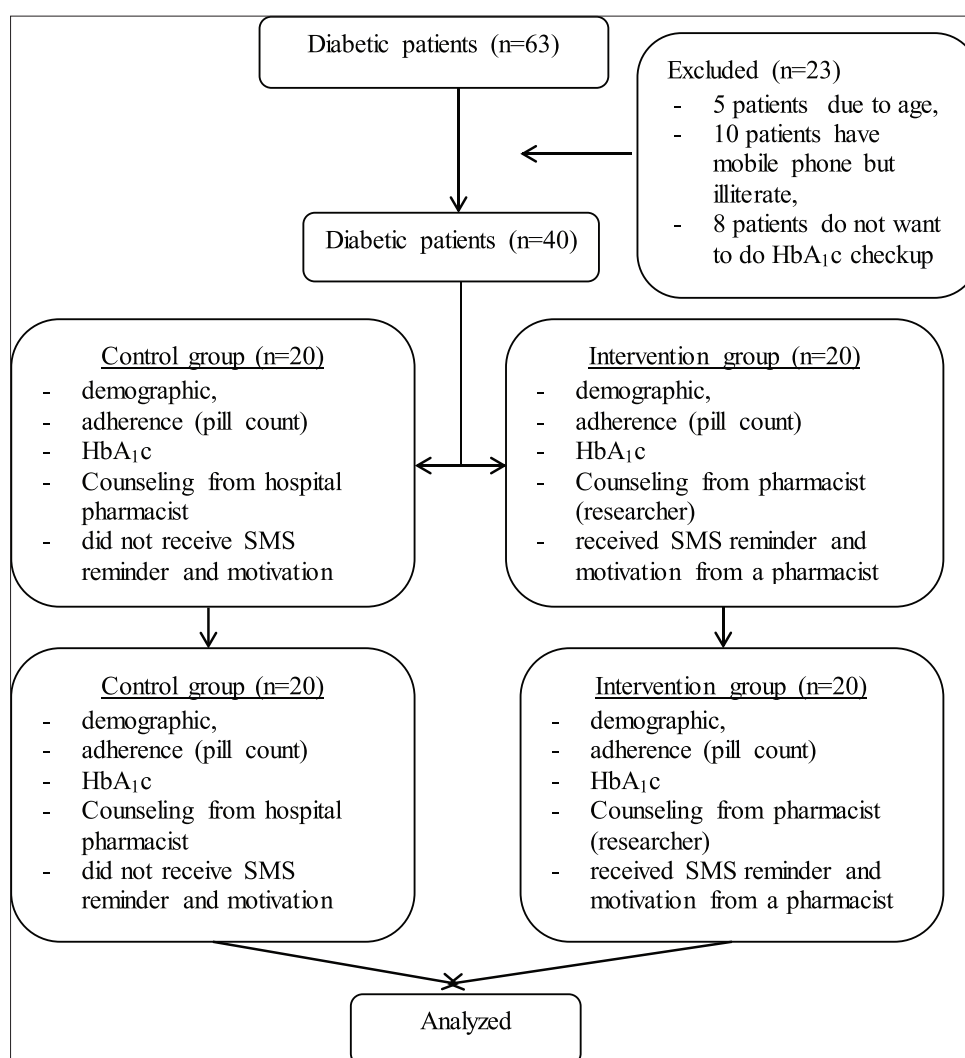 Diabetic patients (n=63)
Excluded (n=23)
- 5 patients due to age,
- 10 patients have
mobile phone but
illiterate,
- 8 patients do not want
to do HbA₁c checkup
Diabetic patients (n=40)
Control group (n=20)
- demographic,
- adherence (pill count)
- HbA₁c
- Counseling from hospital
pharmacist
- did not receive SMS
reminder and motivation
Intervention group (n=20)
- demographic,
- adherence (pill count)
- HbA₁c
- Counseling from pharmacist
(researcher)
- received SMS reminder and
motivation from a pharmacist
Control group (n=20)
- demographic,
- adherence (pill count)
- HbA₁c
- Counseling from hospital
pharmacist
- did not receive SMS
reminder and motivation
Intervention group (n=20)
- demographic,
- adherence (pill count)
- HbA₁c
- Counseling from pharmacist
(researcher)
- received SMS reminder and
motivation from a pharmacist
Analyzed